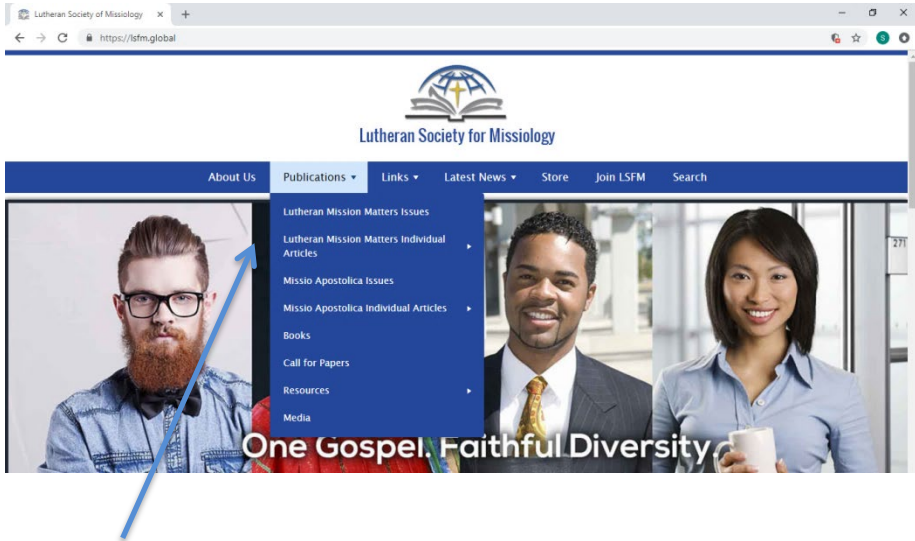 Lutheran Society of Missiology
https://lsfm.global
S
Lutheran Society for Missiology
About Us Publications Links Latest News Store Join LSFM Search
Lutheran Mission Matters Issues
Lutheran Mission Matters Individual
Articles
Missio Apostolica Issues
Missio Apostolica Individual Articles
Books
Call for Papers
Resources
Media
271
One Gospel. Faithful Diversity.